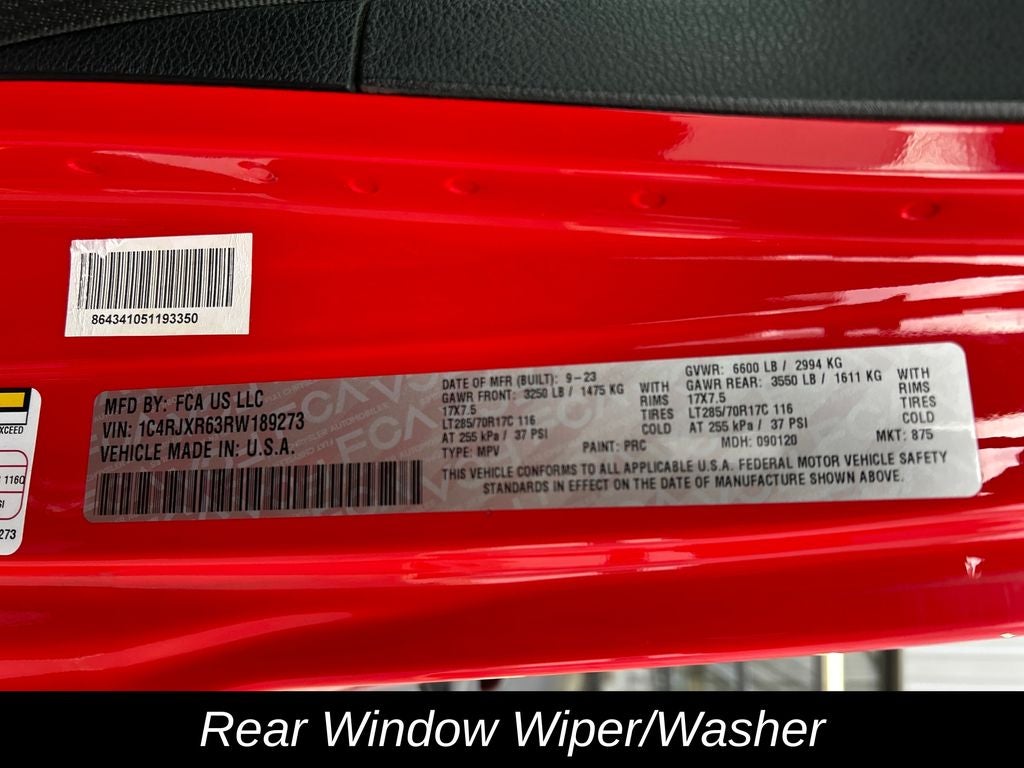 864341051193350
EXCEED
1160
SI
273
MFD BY: FCA US LLC
VIN: 1C4RJXR63RW189273
VEHICLE MADE IN: U.S.A.
DATE OF MFR (BUILT): 9-23
GAWR FRONT: 3250 LB / 1475 KG WITH
17X7.5 RIMS
LT285/70R17C 116 TIRES
AT 255 kPa / 37 PSI COLD
TYPE: MPV PAINT: PRC
GVWR: 6600 LB / 2994 KG
GAWR REAR: 3550 LB / 1611 KG WITH
17X7.5 RIMS
LT285/70R17C 116 TIRES
AT 255 kPa / 37 PSI COLD
MDH: 090120 MKT: 875
THIS VEHICLE CONFORMS TO ALL APPLICABLE U.S.A. FEDERAL MOTOR VEHICLE SAFETY
STANDARDS IN EFFECT ON THE DATE OF MANUFACTURE SHOWN ABOVE.
Rear Window Wiper/Washer